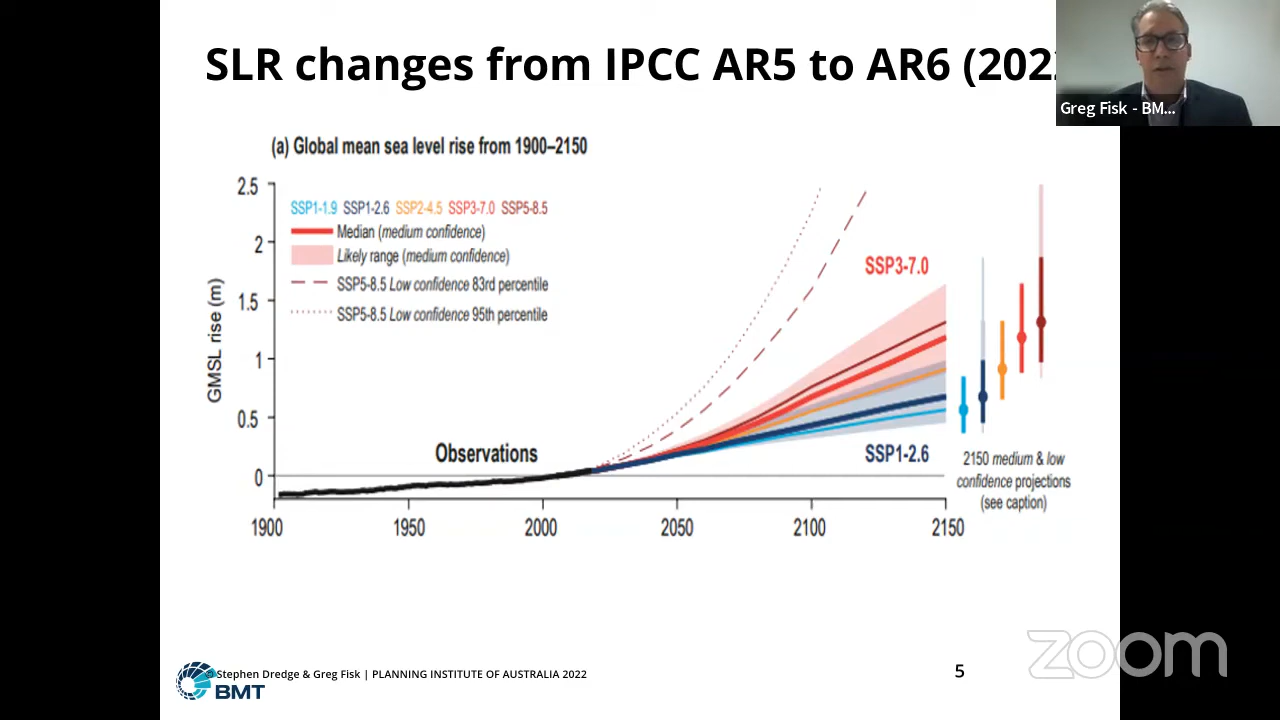 SLR changes from IPCC AR5 to AR6 (202
Greg Fisk - BM...
(a) Global mean sea level rise from 1900–2150
GMSL rise (m)
2.5
2
1.5
1
0.5
0
SSP1-1.9 SSP1-2.6 SSP2-4.5 SSP3-7.0 SSP5-8.5
Median (medium confidence)
Likely range (medium confidence)
SSP5-8.5 Low confidence 83rd percentile
SSP5-8.5 Low confidence 95th percentile
SSP3-7.0
Observations
SSP1-2.6
2150 medium & low
confidence projections
(see caption)
1900 1950 2000 2050 2100 2150
© Stephen Dredge & Greg Fisk | PLANNING INSTITUTE OF AUSTRALIA 2022
BMT
5
zoom